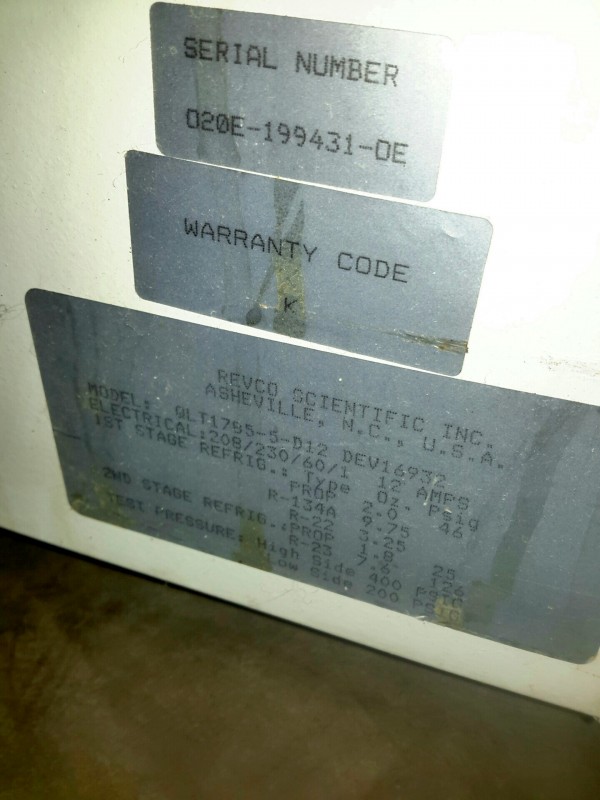 SERIAL NUMBER
020E-199431-OE
WARRANTY CODE
K
REVCO SCIENTIFIC INC.
ASHEVILLE, N.C., U.S.A.
MODEL: QLT1785-5-D12 DEV16932
ELECTRICAL:208/230/60/1 12 AMPS
1ST STAGE REFRIG.: Type Oz. Psig
PROP 2.0 46
R-134A 9.75
R-22 3.25
2ND STAGE REFRIG.:PROP 1.8 25
R-23 7.6
TEST PRESSURE: High Side 400 Psig
Low Side 200 Psig